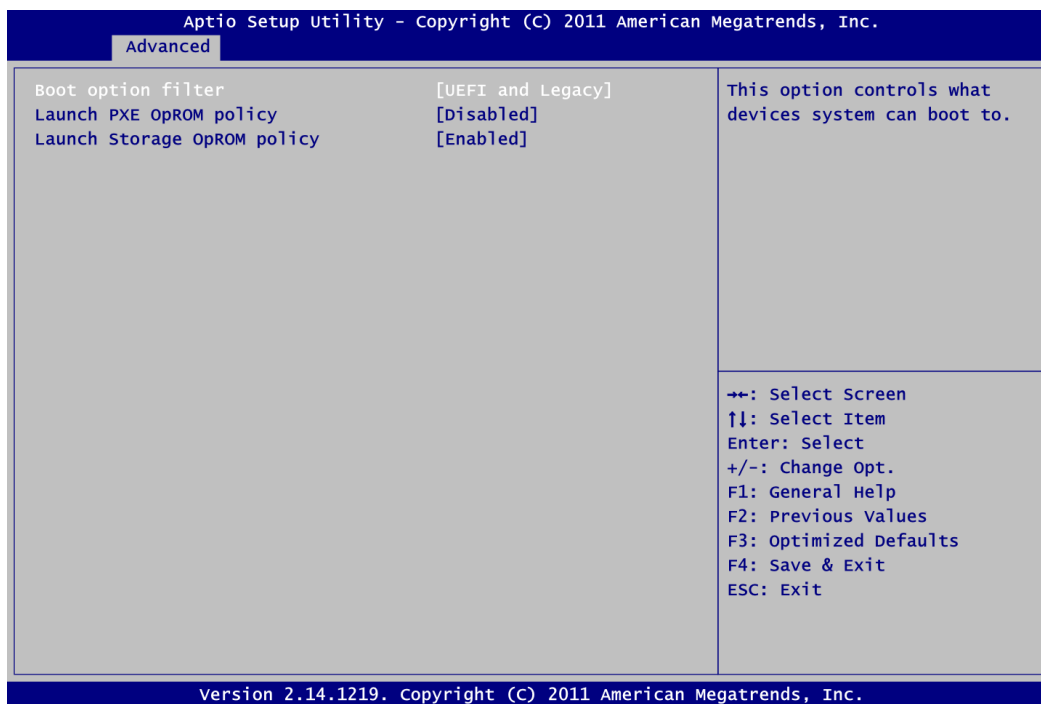 Aptio Setup Utility - Copyright (C) 2011 American Megatrends, Inc.
Advanced
Boot option filter [UEFI and Legacy]
Launch PXE OpROM policy [Disabled]
Launch Storage OpROM policy [Enabled]
This option controls what
devices system can boot to.
→←: Select Screen
↑↓: Select Item
Enter: Select
+/-: Change Opt.
F1: General Help
F2: Previous Values
F3: Optimized Defaults
F4: Save & Exit
ESC: Exit
Version 2.14.1219. Copyright (C) 2011 American Megatrends, Inc.